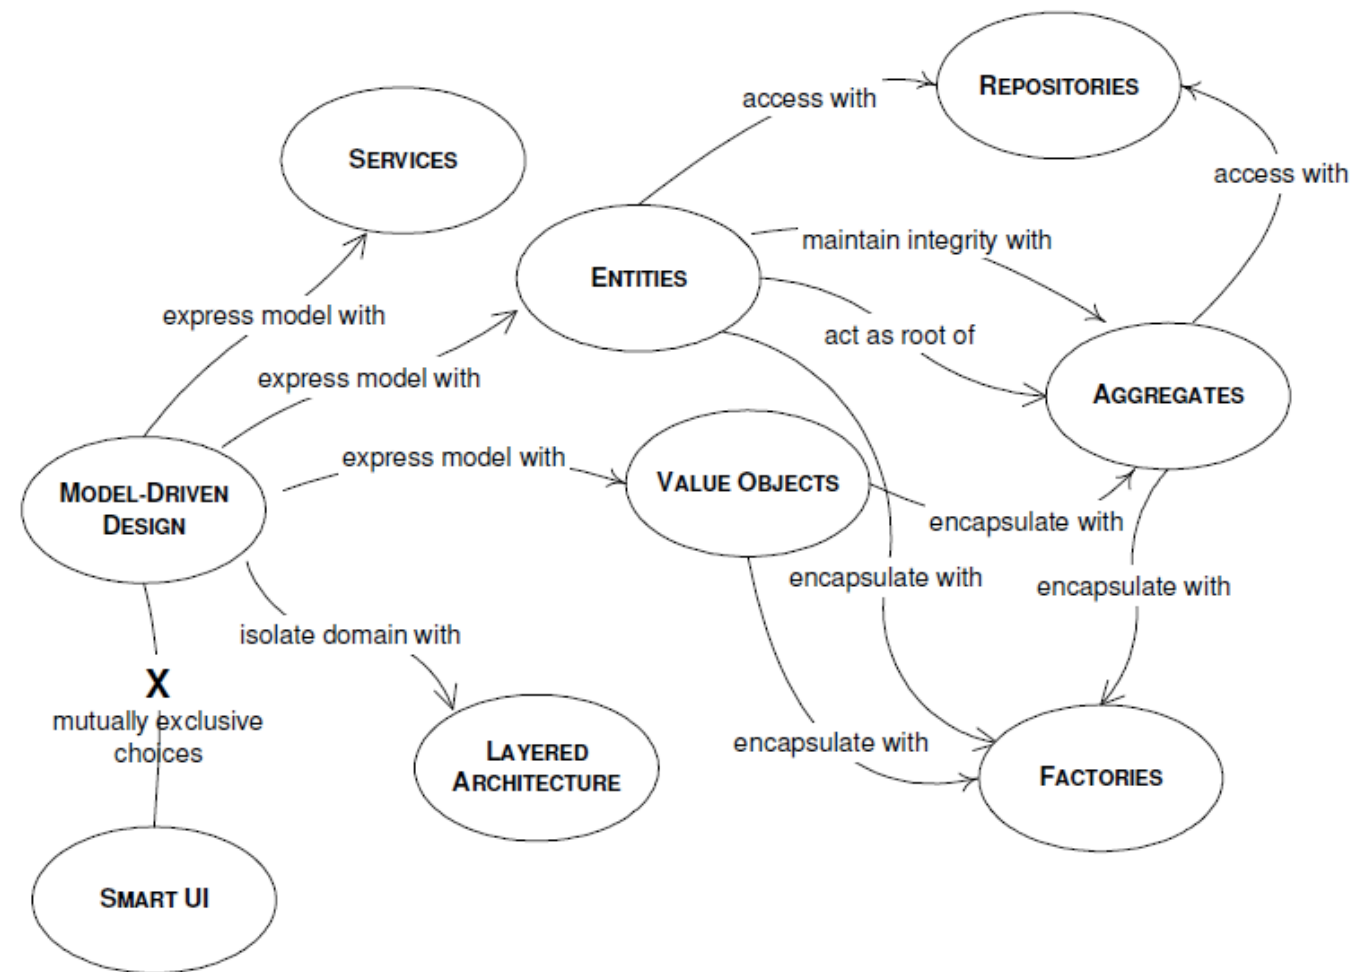 REPOSITORIES
access with
SERVICES
access with
maintain integrity with
ENTITIES
express model with
act as root of
express model with
AGGREGATES
express model with
VALUE OBJECTS
MODEL-DRIVEN
DESIGN
encapsulate with
encapsulate with
encapsulate with
isolate domain with
X
mutually exclusive
choices
encapsulate with
LAYERED
ARCHITECTURE
FACTORIES
SMART UI